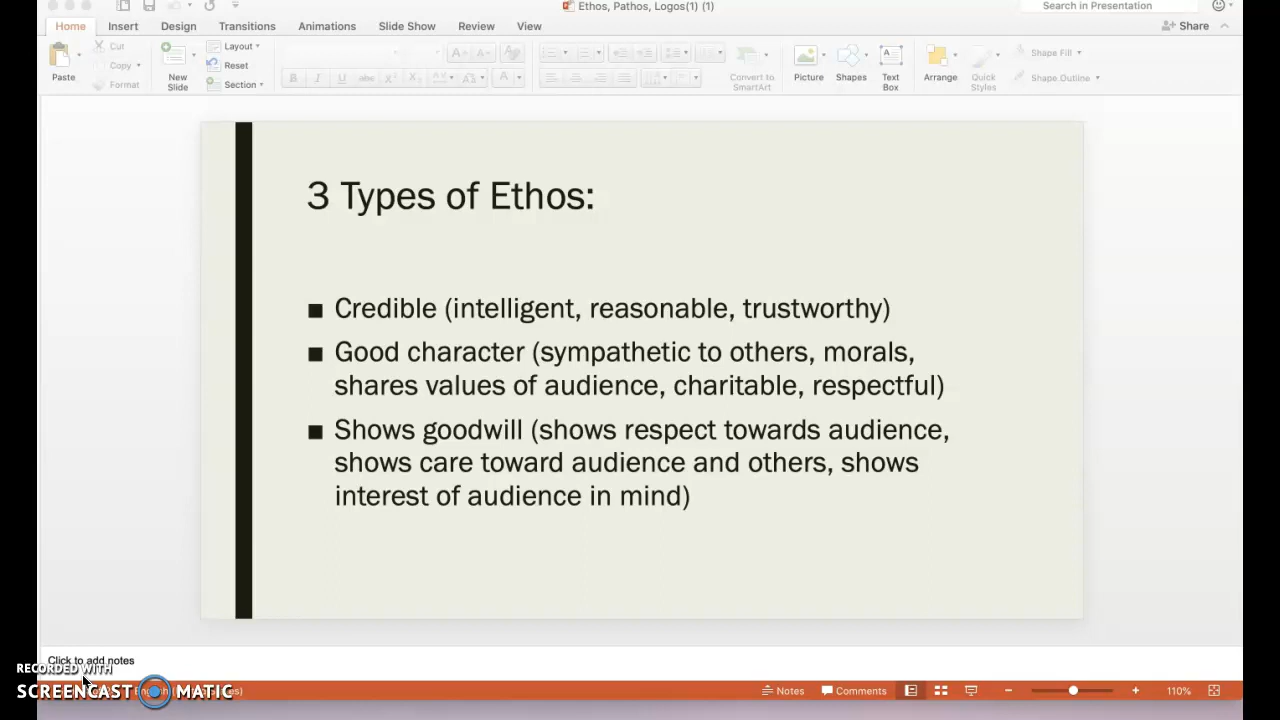 Ethos, Pathos, Logos(1) (1)
Search in Presentation
Home Insert Design Transitions Animations Slide Show Review View
Share
Paste
Cut
Copy
Format
New
Slide
Layout
Reset
Section
Convert to
SmartArt
Picture
Shapes
Text
Box
Arrange
Quick
Styles
Shape Fill
Shape Outline
3 Types of Ethos:
Credible (intelligent, reasonable, trustworthy)
Good character (sympathetic to others, morals,
shares values of audience, charitable, respectful)
Shows goodwill (shows respect towards audience,
shows care toward audience and others, shows
interest of audience in mind)
Click to add notes
RECORDED WITH
SCREENCAST MATIC
Notes Comments 110%